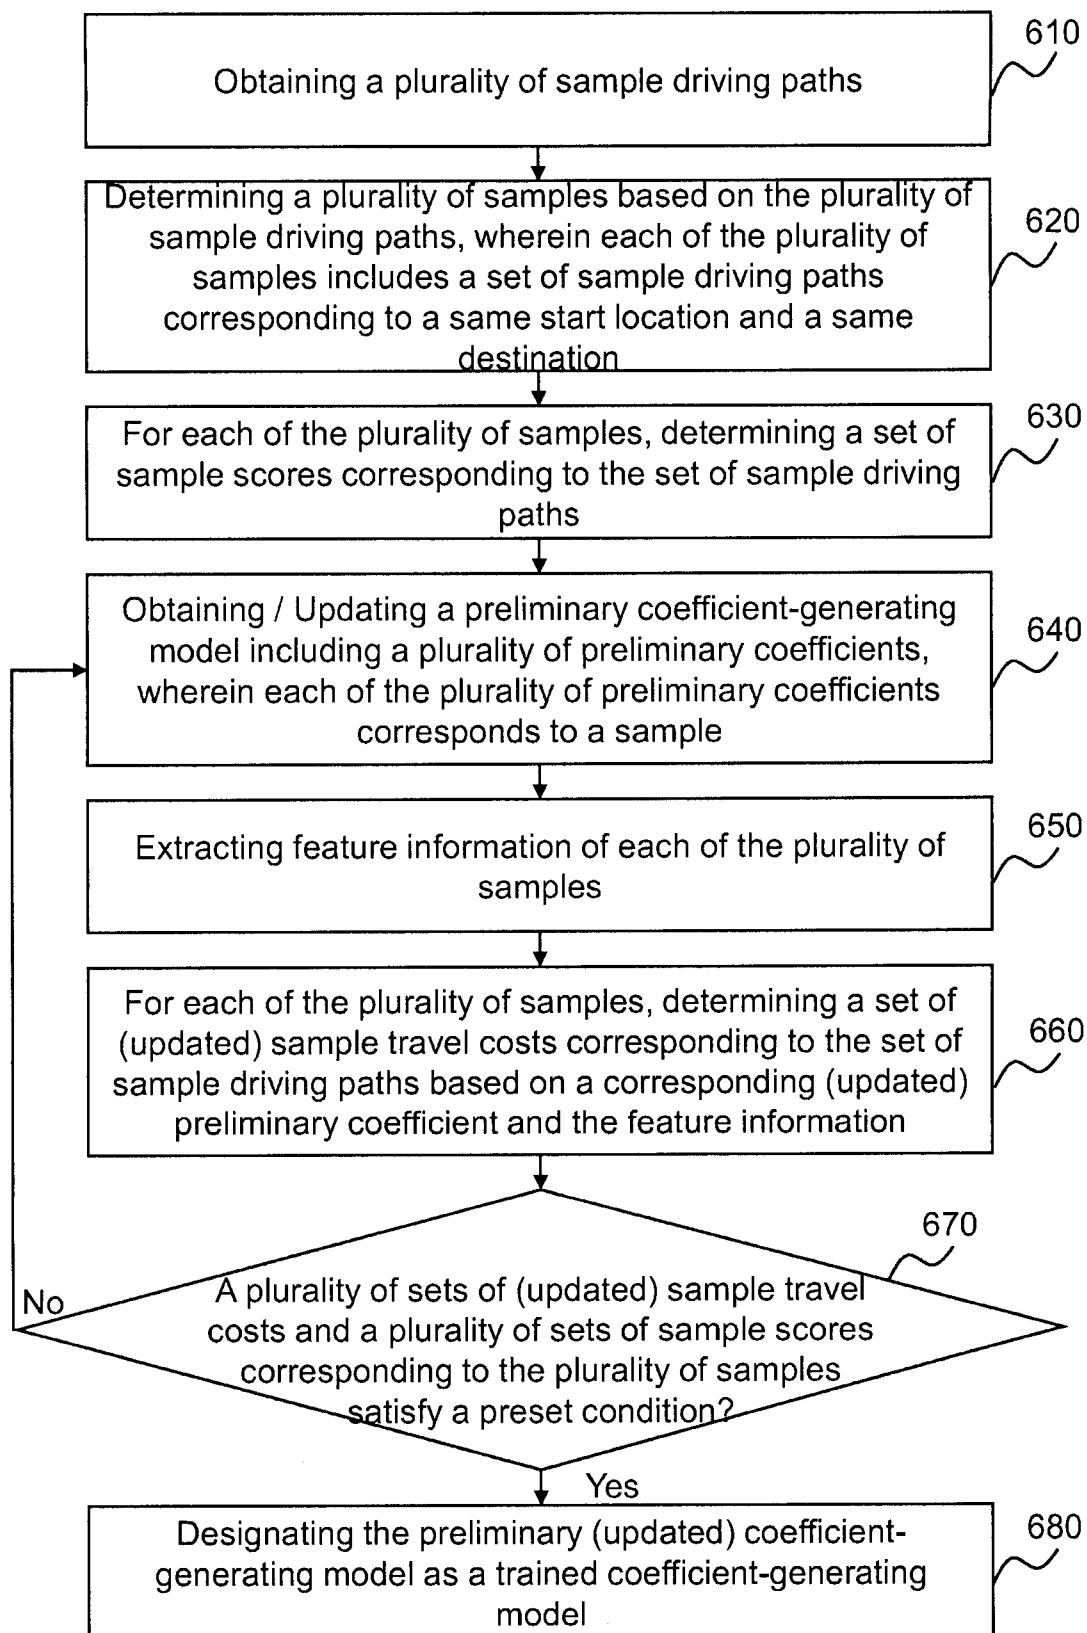 610
Obtaining a plurality of sample driving paths
Determining a plurality of samples based on the plurality of
sample driving paths, wherein each of the plurality of
samples includes a set of sample driving paths
corresponding to a same start location and a same
destination
620
For each of the plurality of samples, determining a set of
sample scores corresponding to the set of sample driving
paths
630
Obtaining / Updating a preliminary coefficient-generating
model including a plurality of preliminary coefficients,
wherein each of the plurality of preliminary coefficients
corresponds to a sample
640
Extracting feature information of each of the plurality of
samples
650
For each of the plurality of samples, determining a set of
(updated) sample travel costs corresponding to the set of
sample driving paths based on a corresponding (updated)
preliminary coefficient and the feature information
660
670
A plurality of sets of (updated) sample travel
costs and a plurality of sets of sample scores
corresponding to the plurality of samples
satisfy a preset condition?
No
Yes
Designating the preliminary (updated) coefficient-
generating model as a trained coefficient-generating
model
680